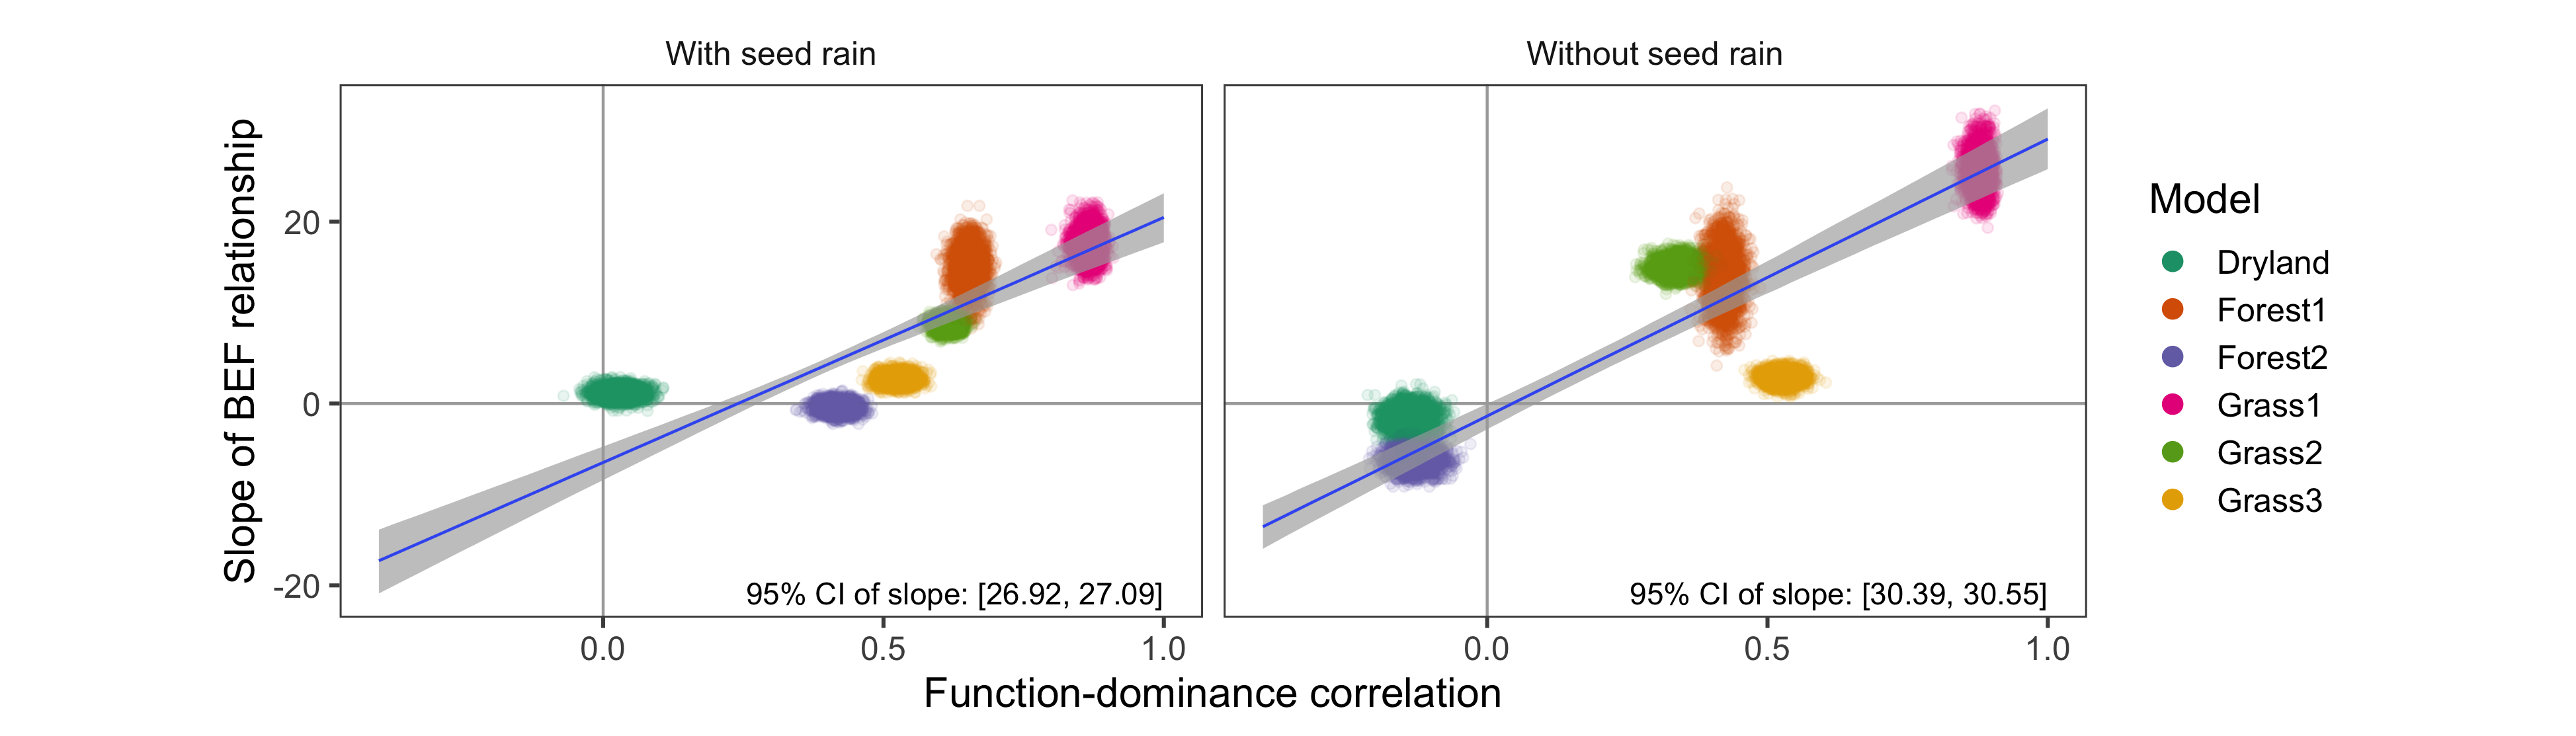 With seed rain
Without seed rain
Slope of BEF relationship
20
0
-20
95% CI of slope: [26.92, 27.09]
95% CI of slope: [30.39, 30.55]
0.0
0.5
1.0
0.0
0.5
1.0
Function-dominance correlation
Model
Dryland
Forest1
Forest2
Grass1
Grass2
Grass3